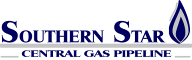 SOUTHERN STAR
CENTRAL GAS PIPELINE